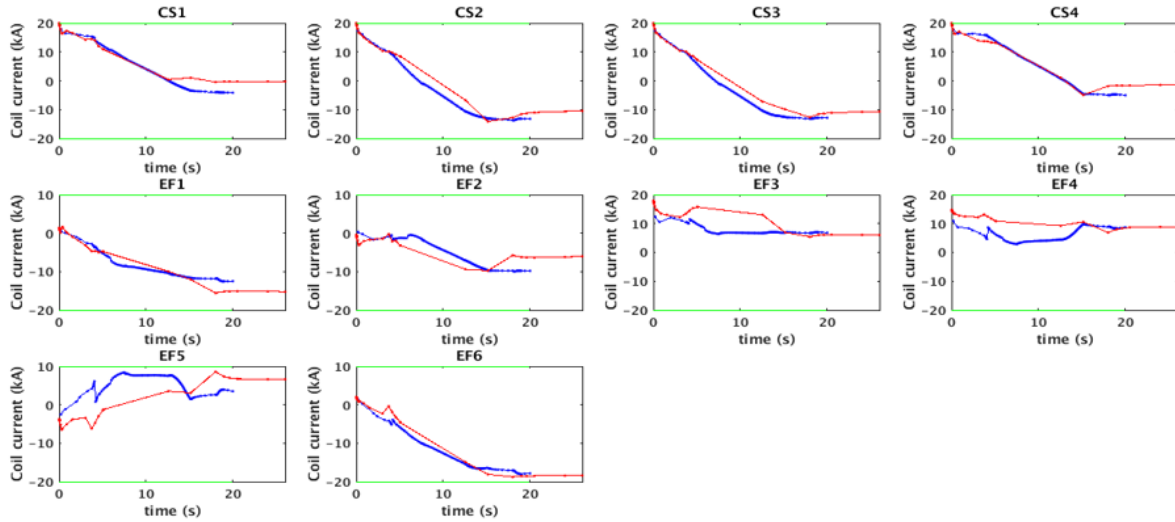 CS1 CS2 CS3 CS4
20 20 20 20
10 10 10 10
0 0 0 0
-10 -10 -10 -10
-20 -20 -20 -20
Coil current (kA) Coil current (kA) Coil current (kA) Coil current (kA)
0 10 20 0 10 20 0 10 20 0 10 20
time (s) time (s) time (s) time (s)
EF1 EF2 EF3 EF4
10 10 20 20
0 0 10 10
-10 -10 0 0
-20 -20 -10 -10
-20 -20
Coil current (kA) Coil current (kA) Coil current (kA) Coil current (kA)
0 10 20 0 10 20 0 10 20 0 10 20
time (s) time (s) time (s) time (s)
EF5 EF6
10 10
0 0
-10 -10
-20 -20
Coil current (kA) Coil current (kA)
0 10 20 0 10 20
time (s) time (s)